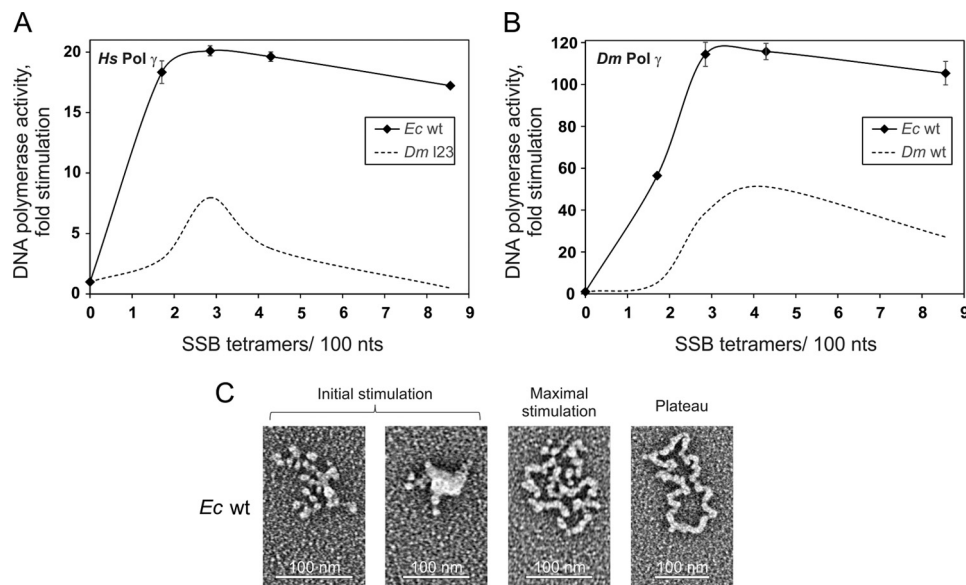 A
B
DNA polymerase activity,
fold stimulation
20
15
10
5
0
Hs Pol γ
Ec wt
Dm I23
0 1 2 3 4 5 6 7 8 9
SSB tetramers/ 100 nts
DNA polymerase activity,
fold stimulation
120
100
80
60
40
20
0
Dm Pol γ
Ec wt
Dm wt
0 1 2 3 4 5 6 7 8 9
SSB tetramers/ 100 nts
C
Initial stimulation
Maximal
stimulation
Plateau
Ec wt
100 nm
100 nm
100 nm
100 nm